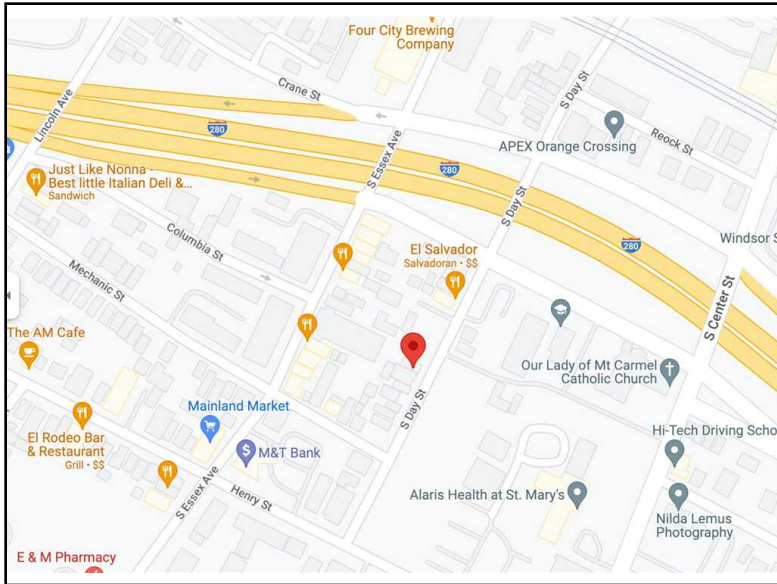 Four City Brewing
Company
Crane St
S Day St
Lincoln Ave
280
S Essex Ave
Reock St
APEX Orange Crossing
280
Just Like Nonna -
Best little Italian Deli &...
Sandwich
S Day St
Columbia St
El Salvador
Salvadoran • $$
280
Windsor S
Mechanic St
S Center St
The AM Cafe
Our Lady of Mt Carmel
Catholic Church
S Day St
Mainland Market
El Rodeo Bar
& Restaurant
Grill • $$
Hi-Tech Driving Scho
M&T Bank
S Essex Ave
Henry St
Alaris Health at St. Mary's
Nilda Lemus
Photography
E & M Pharmacy